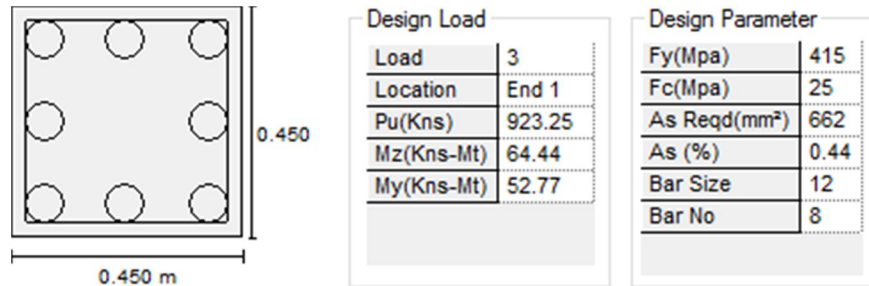 0.450
0.450 m
Design Load
Load 3
Location End 1
Pu(Kns) 923.25
Mz(Kns-Mt) 64.44
My(Kns-Mt) 52.77
Design Parameter
Fy(Mpa) 415
Fc(Mpa) 25
As Reqd(mm²) 662
As (%) 0.44
Bar Size 12
Bar No 8